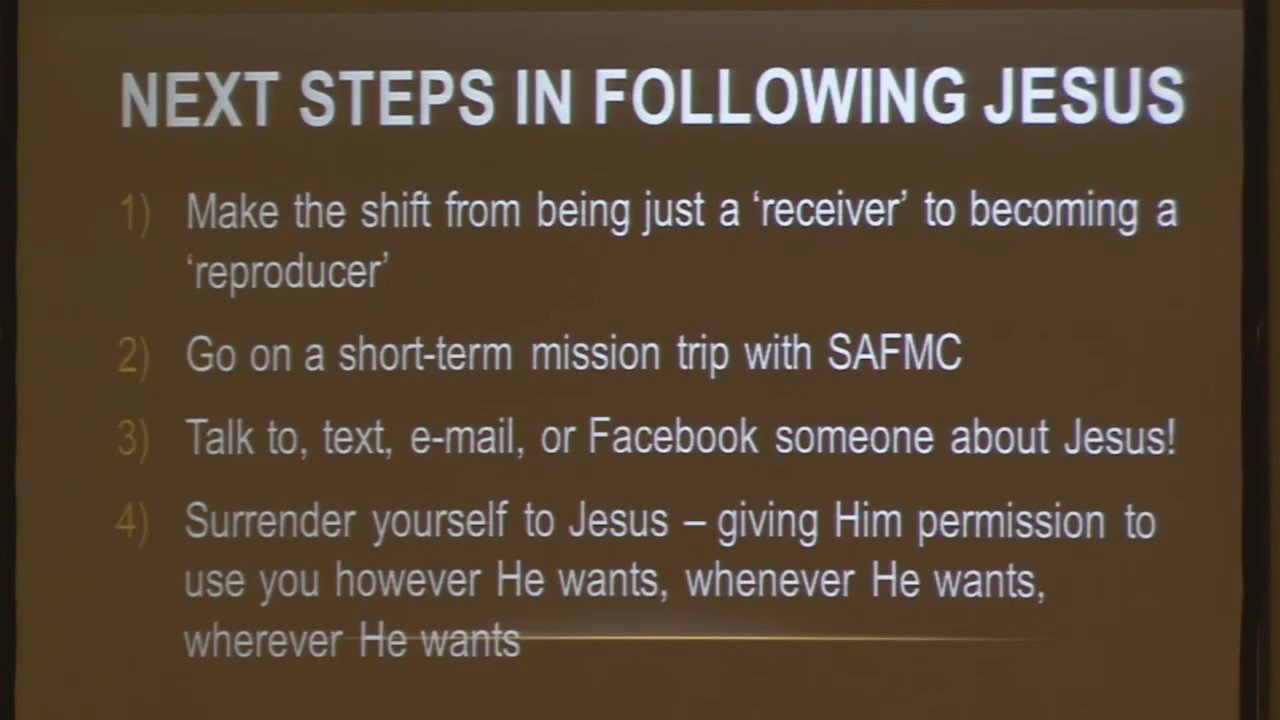 NEXT STEPS IN FOLLOWING JESUS
1) Make the shift from being just a ‘receiver’ to becoming a
‘reproducer’
2) Go on a short-term mission trip with SAFMC
3) Talk to, text, e-mail, or Facebook someone about Jesus!
4) Surrender yourself to Jesus – giving Him permission to
use you however He wants, whenever He wants,
wherever He wants